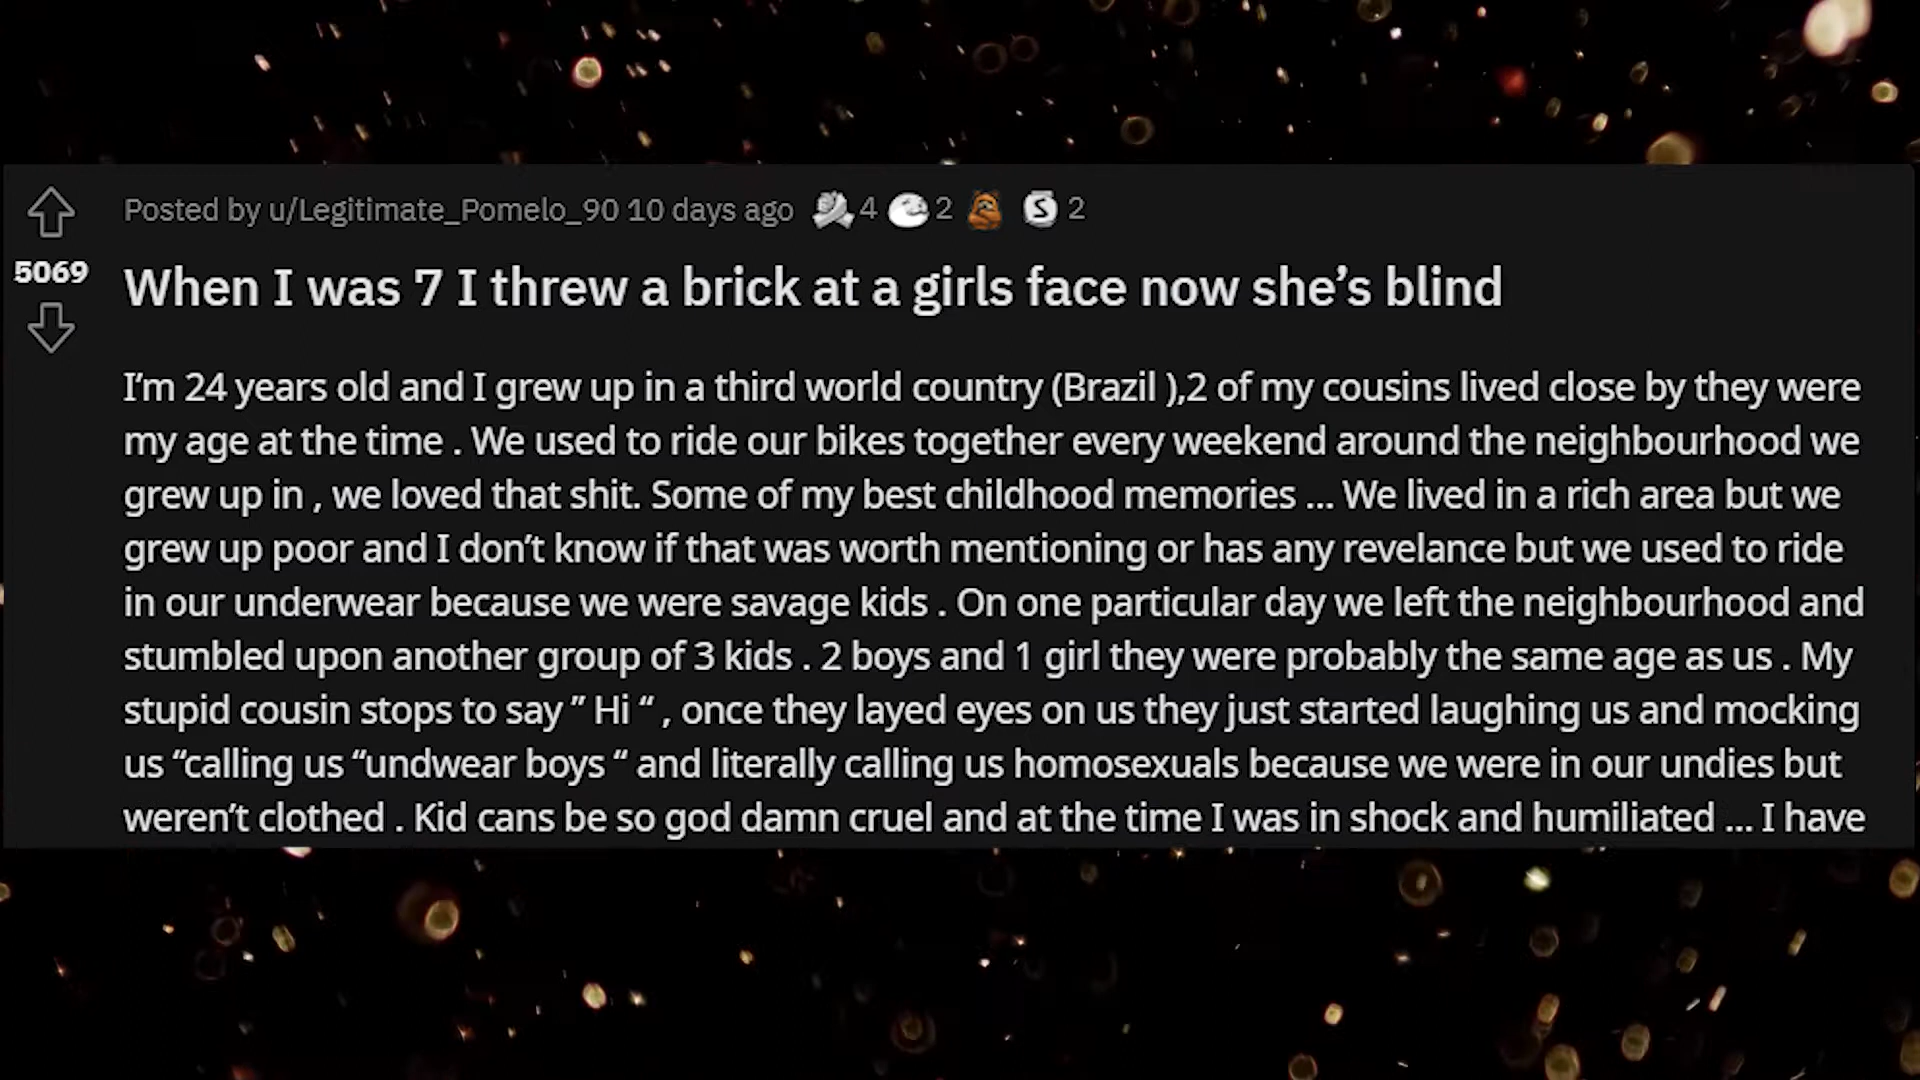 Posted by u/Legitimate_Pomelo_90 10 days ago 4 2 2
5069
When I was 7 I threw a brick at a girls face now she's blind
I'm 24 years old and I grew up in a third world country (Brazil ),2 of my cousins lived close by they were
my age at the time . We used to ride our bikes together every weekend around the neighbourhood we
grew up in , we loved that shit. Some of my best childhood memories ... We lived in a rich area but we
grew up poor and I don't know if that was worth mentioning or has any revelance but we used to ride
in our underwear because we were savage kids . On one particular day we left the neighbourhood and
stumbled upon another group of 3 kids . 2 boys and 1 girl they were probably the same age as us . My
stupid cousin stops to say ” Hi “ , once they layed eyes on us they just started laughing us and mocking
us “calling us “undwear boys “ and literally calling us homosexuals because we were in our undies but
weren't clothed . Kid cans be so god damn cruel and at the time I was in shock and humiliated ... I have